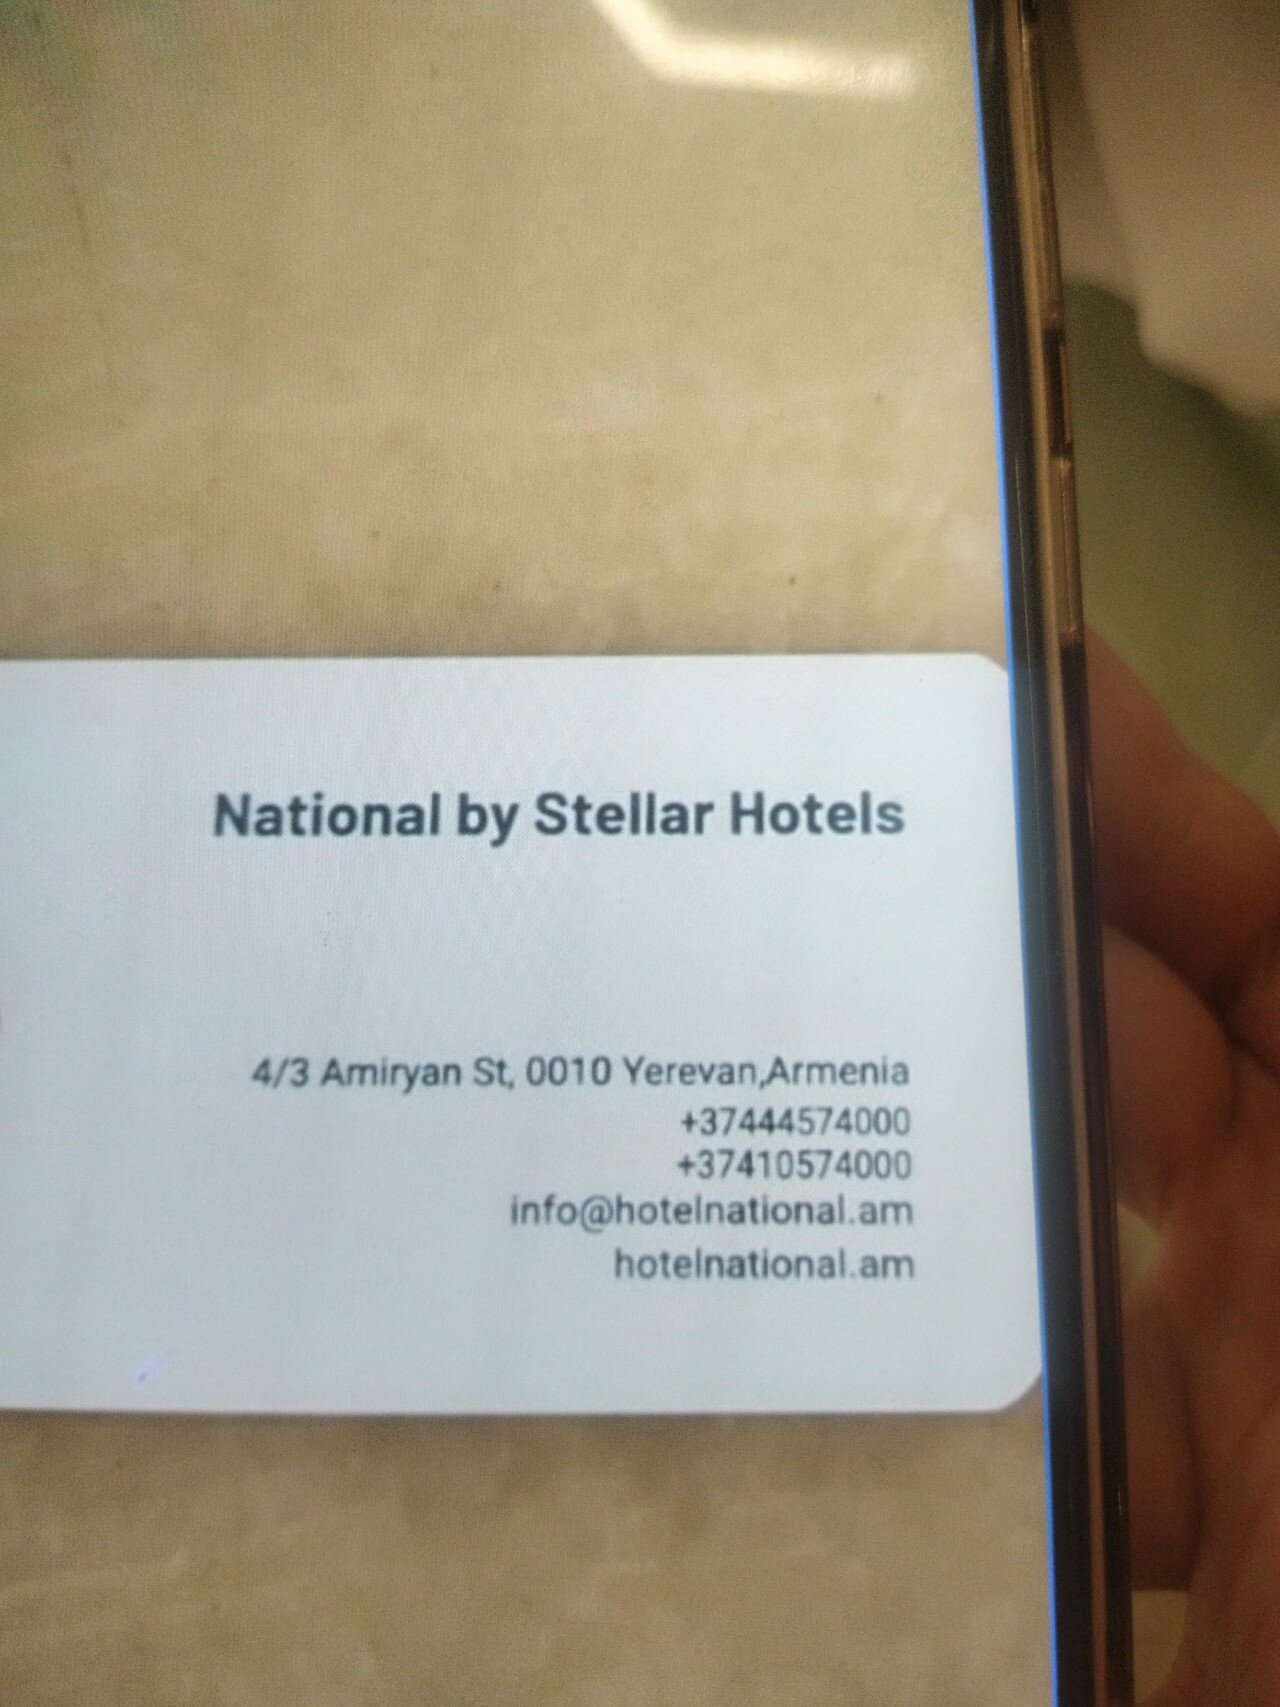 National by Stellar Hotels
4/3 Amiryan St, 0010 Yerevan,Armenia
+37444574000
+37410574000
info@hotelnational.am
hotelnational.am